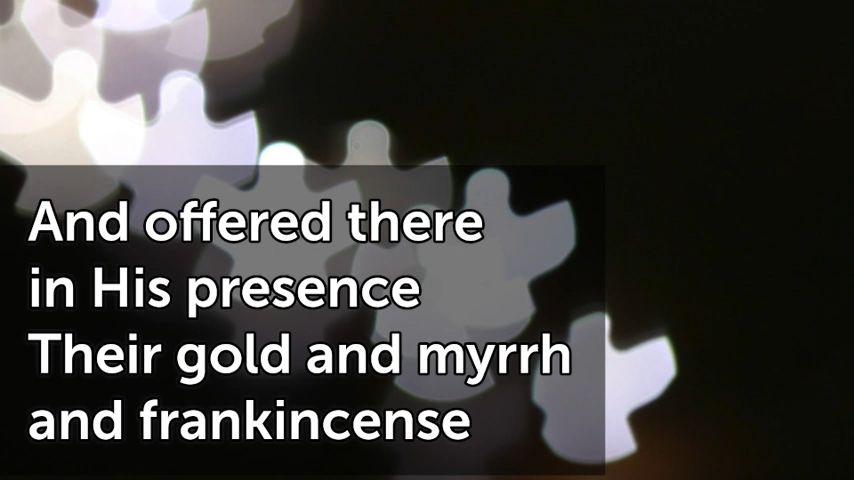 And offered there
in His presence
Their gold and myrrh
and frankincense